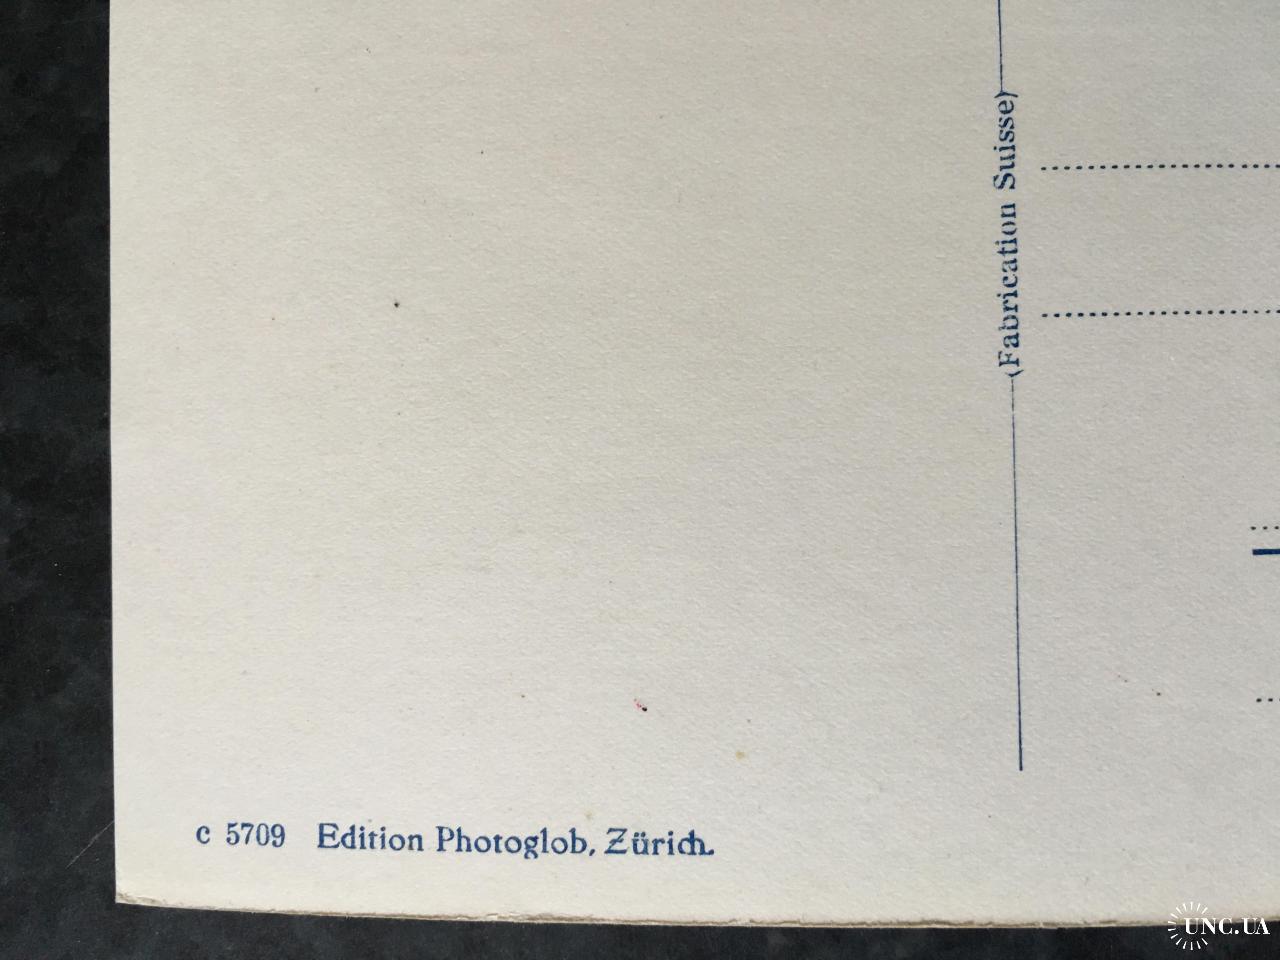 (Fabrication Suisse)
c 5709 Edition Photoglob, Zürich.
UNC.UA